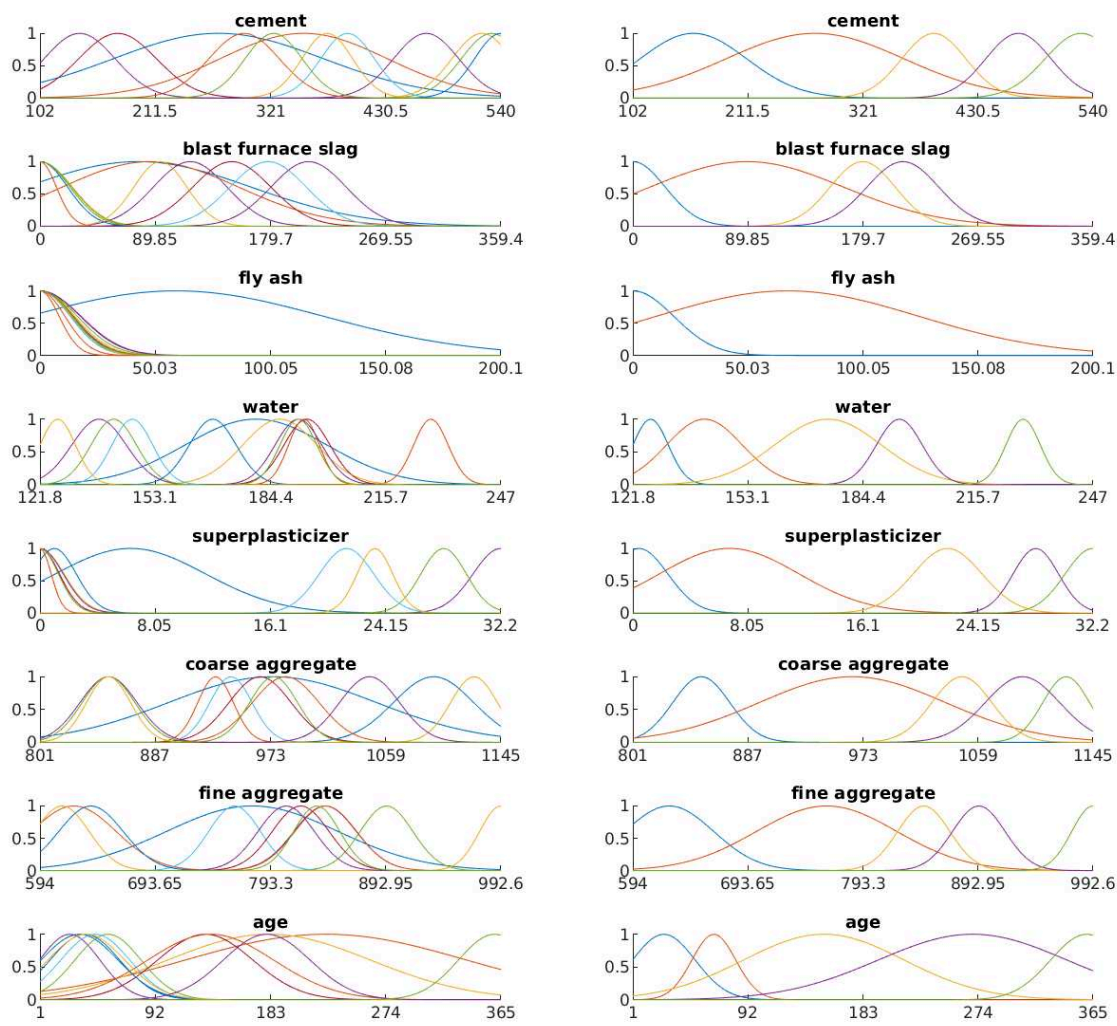 cement
cement
1
0.5
0
102 211.5 321 430.5 540
1
0.5
0
102 211.5 321 430.5 540
blast furnace slag
blast furnace slag
1
0.5
0
0 89.85 179.7 269.55 359.4
1
0.5
0
0 89.85 179.7 269.55 359.4
fly ash
fly ash
1
0.5
0
0 50.03 100.05 150.08 200.1
1
0.5
0
0 50.03 100.05 150.08 200.1
water
water
1
0.5
0
121.8 153.1 184.4 215.7 247
1
0.5
0
121.8 153.1 184.4 215.7 247
superplasticizer
superplasticizer
1
0.5
0
0 8.05 16.1 24.15 32.2
1
0.5
0
0 8.05 16.1 24.15 32.2
coarse aggregate
coarse aggregate
1
0.5
0
801 887 973 1059 1145
1
0.5
0
801 887 973 1059 1145
fine aggregate
fine aggregate
1
0.5
0
594 693.65 793.3 892.95 992.6
1
0.5
0
594 693.65 793.3 892.95 992.6
age
age
1
0.5
0
1 92 183 274 365
1
0.5
0
1 92 183 274 365